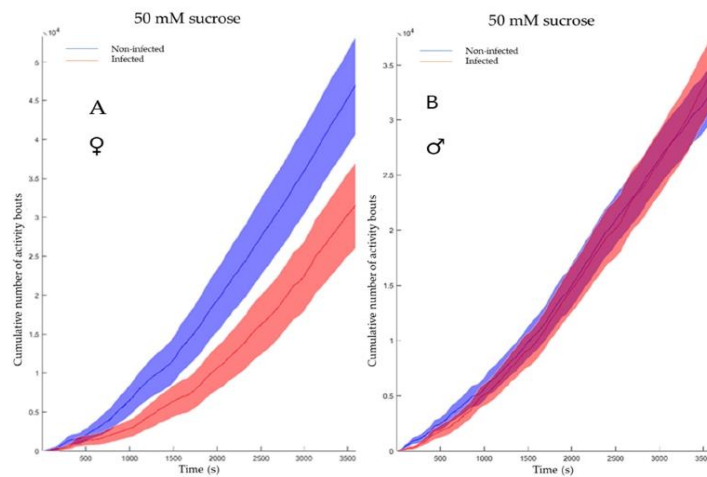 50 mM sucrose
×10⁴
Non-infected
Infected
A
♀
5
4.5
4
3.5
3
2.5
2
1.5
1
0.5
0
Cumulative number of activity bouts
500 1000 1500 2000 2500 3000 3500
Time (s)
50 mM sucrose
×10⁴
Non-infected
Infected
B
♂
3.5
3
2.5
2
1.5
1
0.5
0
Cumulative number of activity bouts
500 1000 1500 2000 2500 3000 3500
Time (s)